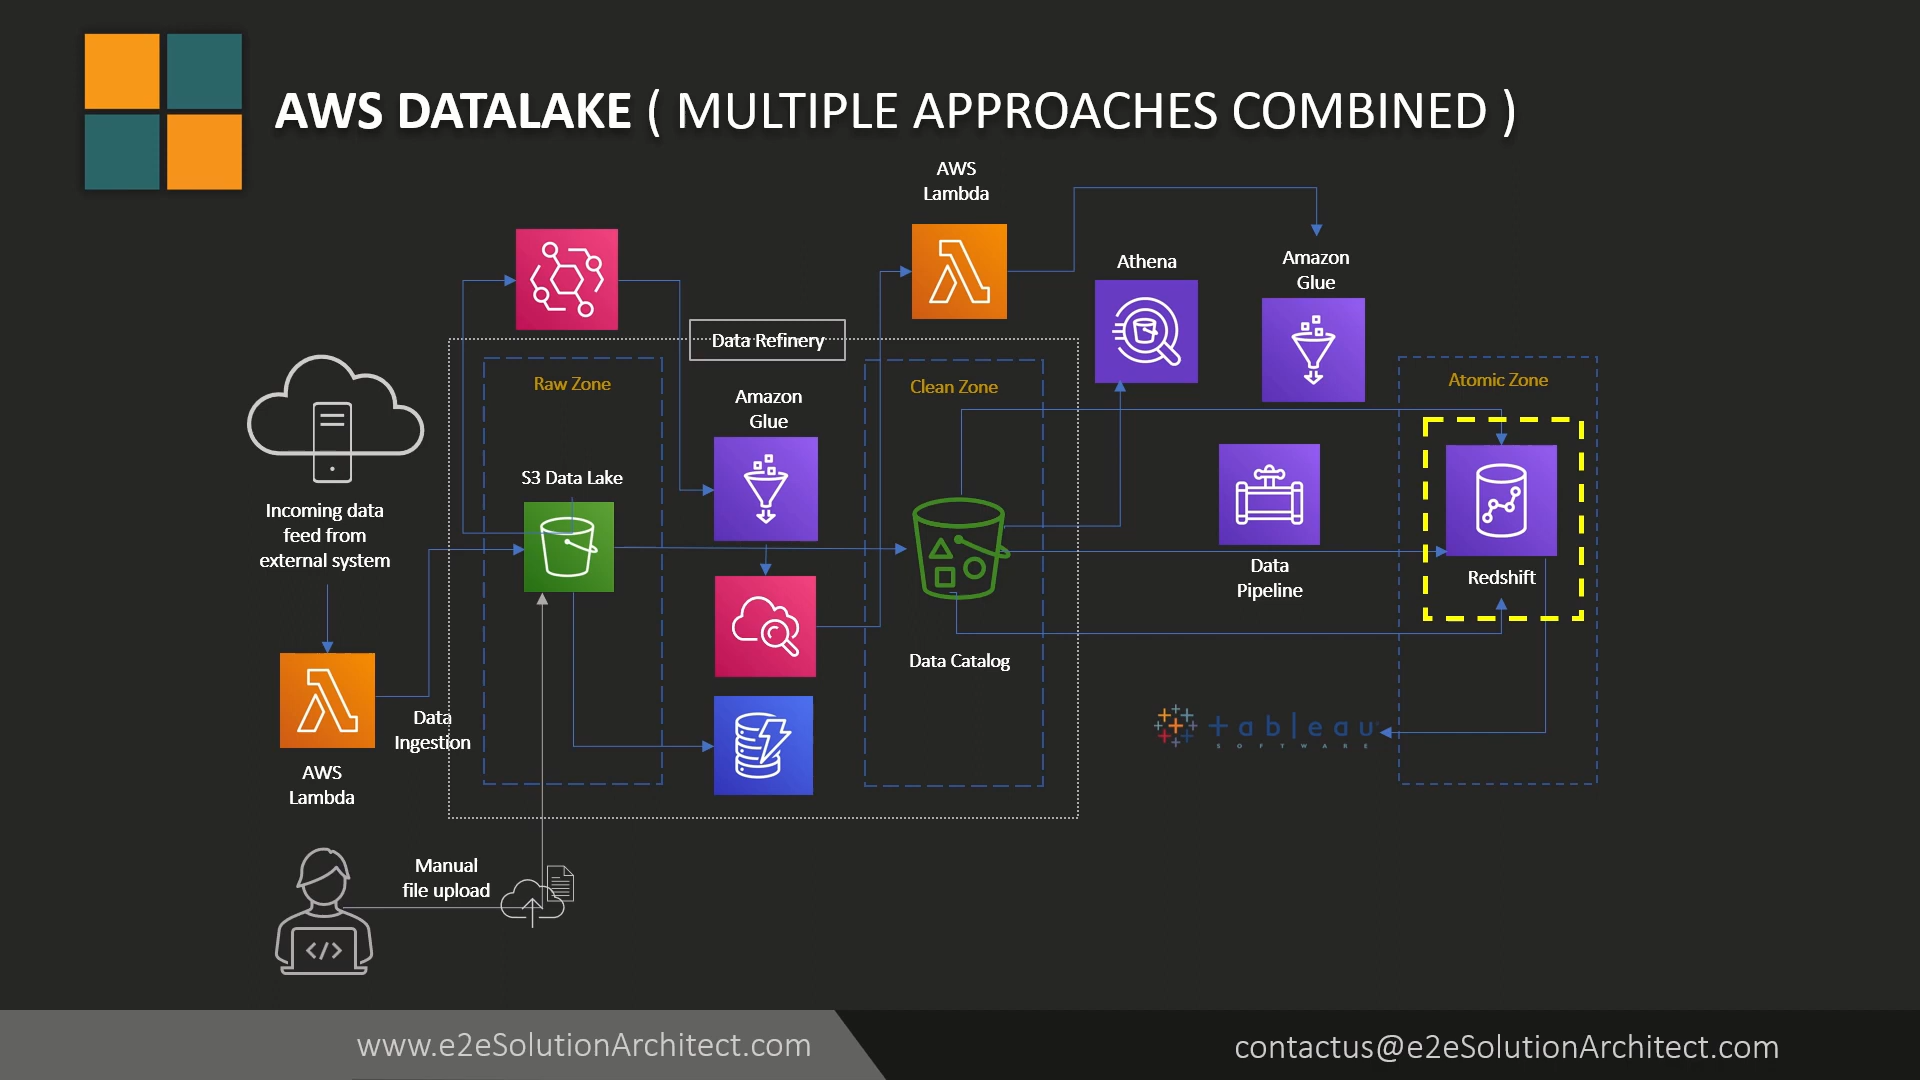 AWS DATALAKE ( MULTIPLE APPROACHES COMBINED )
AWS
Lambda
Athena
Amazon
Glue
Data Refinery
Raw Zone
Clean Zone
Atomic Zone
Amazon
Glue
S3 Data Lake
Incoming data
feed from
external system
Data
Pipeline
Redshift
Data Catalog
Data
Ingestion
AWS
Lambda
+ableau
SOFTWARE
Manual
file upload
</>
www.e2eSolutionArchitect.com
contactus@e2eSolutionArchitect.com